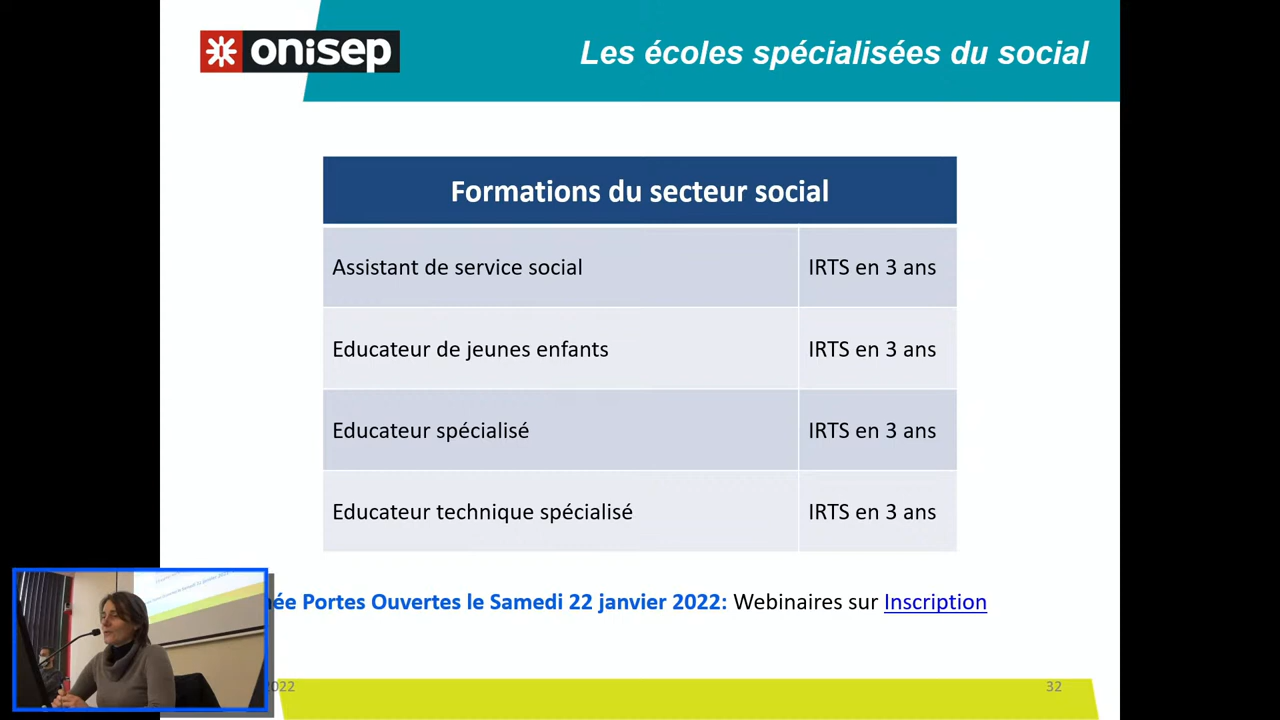 onisep
Les écoles spécialisées du social
Formations du secteur social
Assistant de service social IRTS en 3 ans
Educateur de jeunes enfants IRTS en 3 ans
Educateur spécialisé IRTS en 3 ans
Educateur technique spécialisé IRTS en 3 ans
Portes Ouvertes le Samedi 22 janvier 2022: Webinaires sur Inscription
2022 32